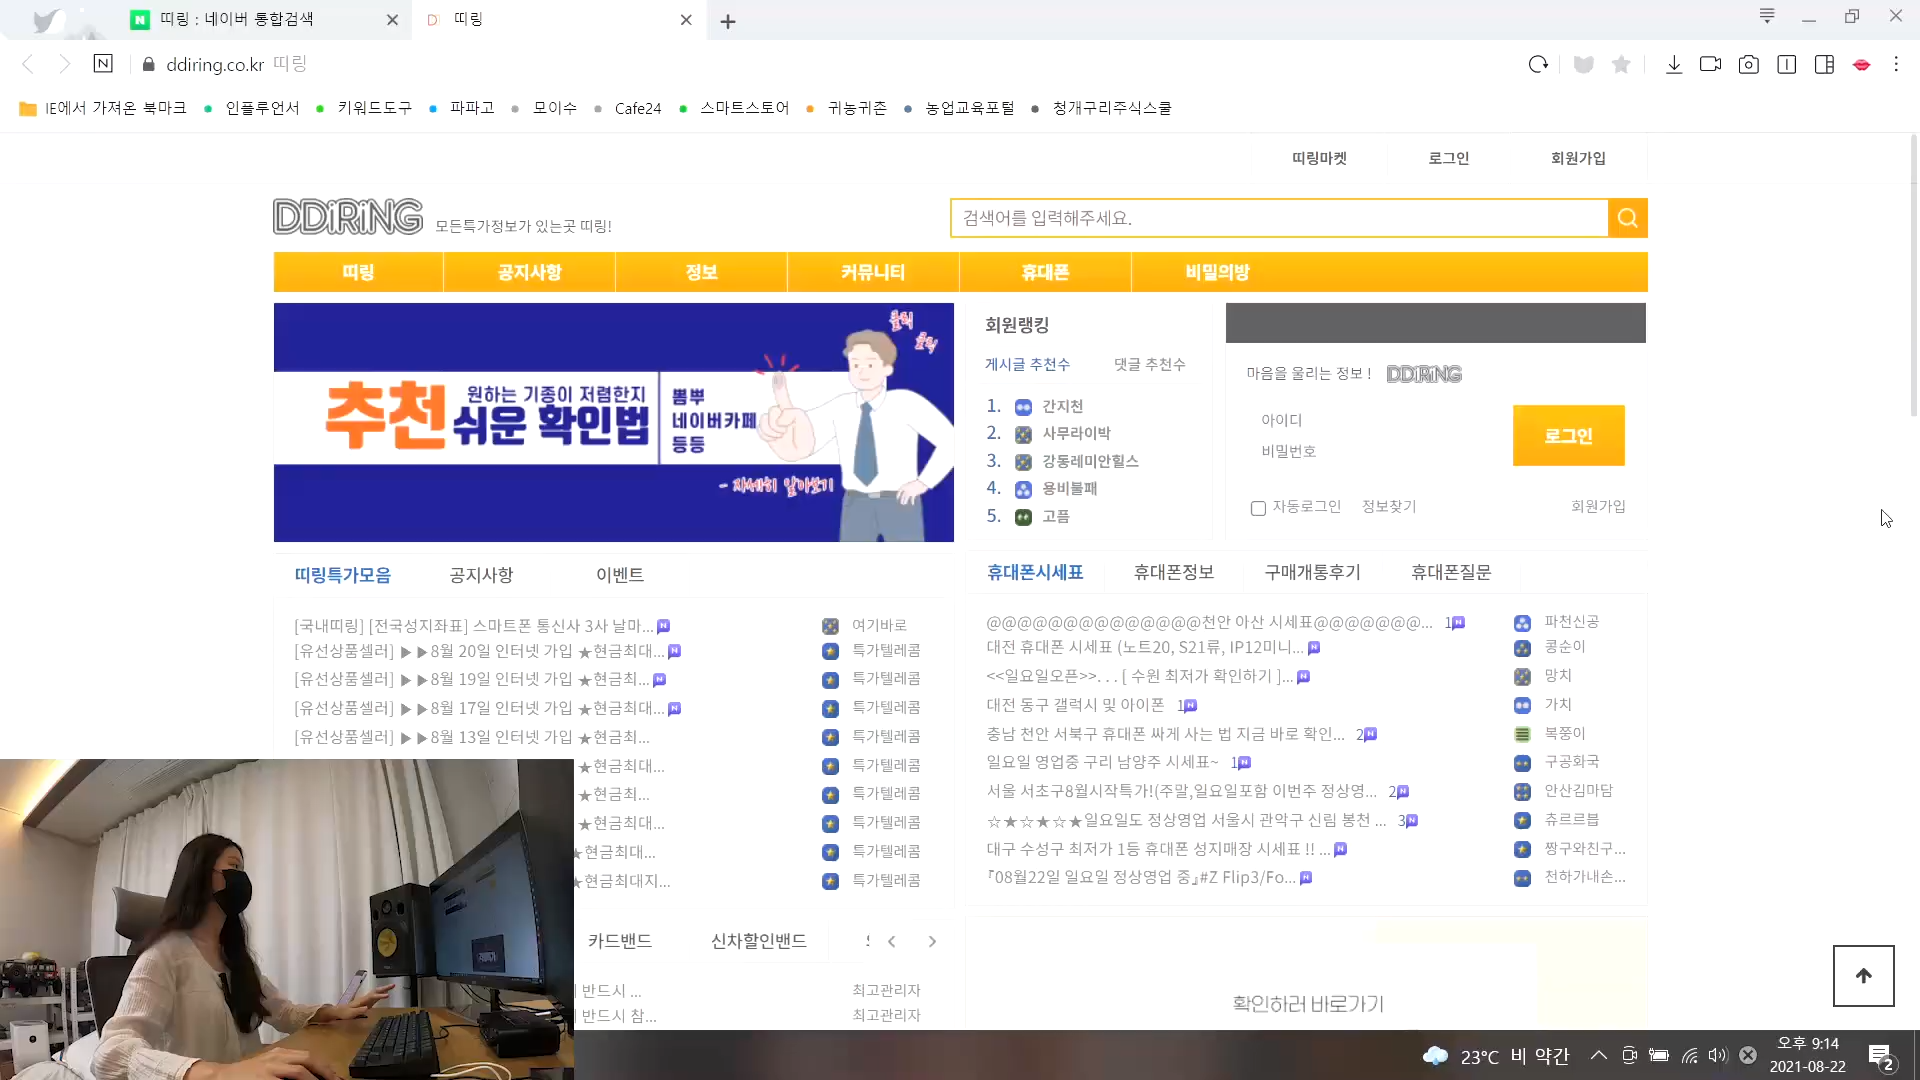 띠링 : 네이버 통합검색
띠링
ddiring.co.kr 띠링
IE에서 가져온 북마크
인플루언서
키워드도구
파파고
모이수
Cafe24
스마트스토어
귀농귀촌
농업교육포털
청개구리주식스쿨
띠링마켓
로그인
회원가입
DDIRING
모든특가정보가 있는곳 띠링!
검색어를 입력해주세요.
띠링
공지사항
정보
커뮤니티
휴대폰
비밀의방
클릭
클릭
추천
원하는 기종이 저렴한지
쉬운 확인법
뽐뿌
네이버카페
등등
- 자세히 알아보기
회원랭킹
게시글 추천수
댓글 추천수
1. 간지천
2. 사무라이박
3. 강동레미안힐스
4. 용비불패
5. 고픔
마음을 울리는 정보 ! DDIRING
아이디
비밀번호
로그인
자동로그인
정보찾기
회원가입
띠링특가모음
공지사항
이벤트
[국내띠링] [전국성지좌표] 스마트폰 통신사 3사 날마... 여기바로
[유선상품셀러] ▶▶8월 20일 인터넷 가입 ★현금최대... 특가텔레콤
[유선상품셀러] ▶▶8월 19일 인터넷 가입 ★현금최... 특가텔레콤
[유선상품셀러] ▶▶8월 17일 인터넷 가입 ★현금최대... 특가텔레콤
[유선상품셀러] ▶▶8월 13일 인터넷 가입 ★현금최... 특가텔레콤
★현금최대... 특가텔레콤
★현금최... 특가텔레콤
★현금최대... 특가텔레콤
★현금최대... 특가텔레콤
★현금최대지... 특가텔레콤
휴대폰시세표
휴대폰정보
구매개통후기
휴대폰질문
@@@@@@@@@@@@@@천안 아산 시세표@@@@@@@... 1 파천신공
대전 휴대폰 시세표 (노트20, S21류, IP12미니... 콩순이
<<일요일오픈>>. . . [ 수원 최저가 확인하기 ]... 망치
대전 동구 갤럭시 및 아이폰 1 가치
충남 천안 서북구 휴대폰 싸게 사는 법 지금 바로 확인... 2 복쭝이
일요일 영업중 구리 남양주 시세표~ 1 구공화국
서울 서초구8월시작특가!(주말,일요일포함 이번주 정상영... 2 안산김마담
☆★☆★☆★일요일도 정상영업 서울시 관악구 신림 봉천 ... 3 츄르르븝
대구 수성구 최저가 1등 휴대폰 성지매장 시세표 !! ... 짱구와친구...
『08월22일 일요일 정상영업 중』#Z Flip3/Fo... 천하가내손...
카드밴드
신차할인밴드
반드시 ... 최고관리자
반드시 참... 최고관리자
확인하러 바로가기
23°C 비 약간
오후 9:14
2021-08-22
2